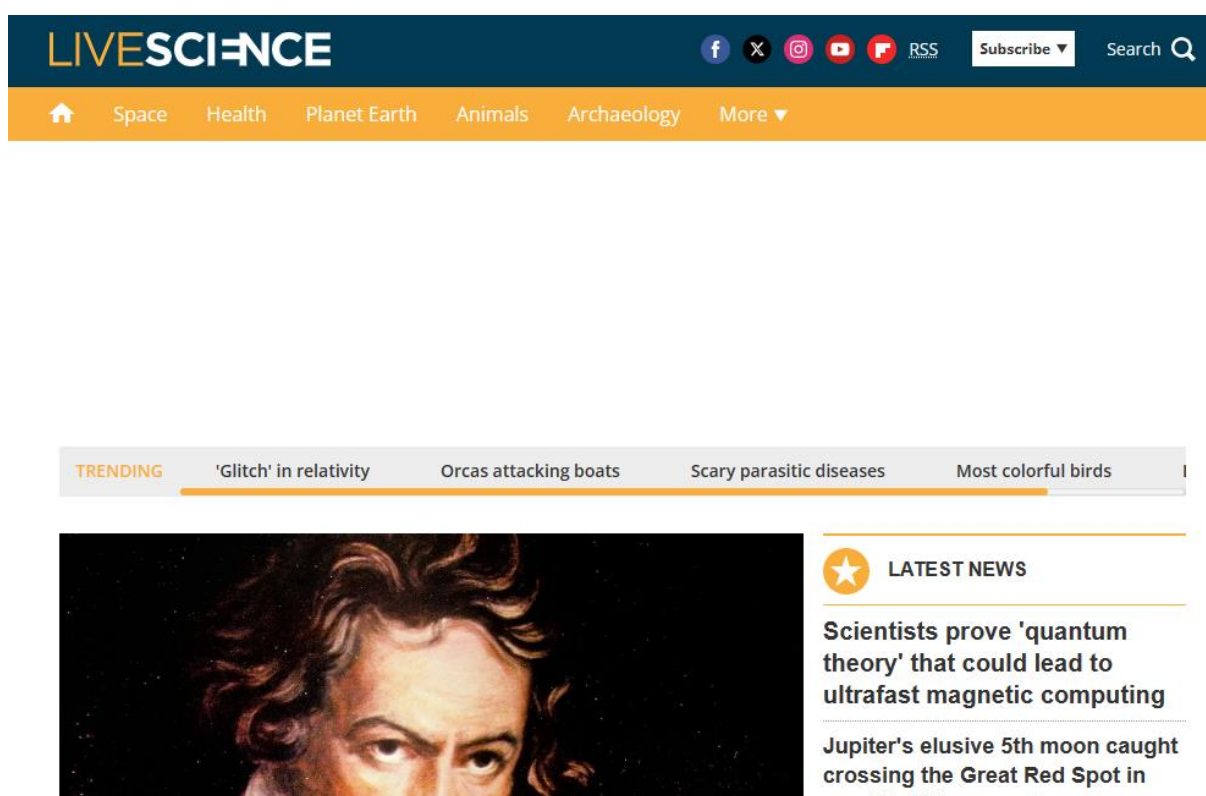 LIVESCIENCE
RSS
Subscribe ▼
Search
Space Health Planet Earth Animals Archaeology More ▼
TRENDING 'Glitch' in relativity Orcas attacking boats Scary parasitic diseases Most colorful birds
LATEST NEWS
Scientists prove 'quantum
theory' that could lead to
ultrafast magnetic computing
Jupiter's elusive 5th moon caught
crossing the Great Red Spot in